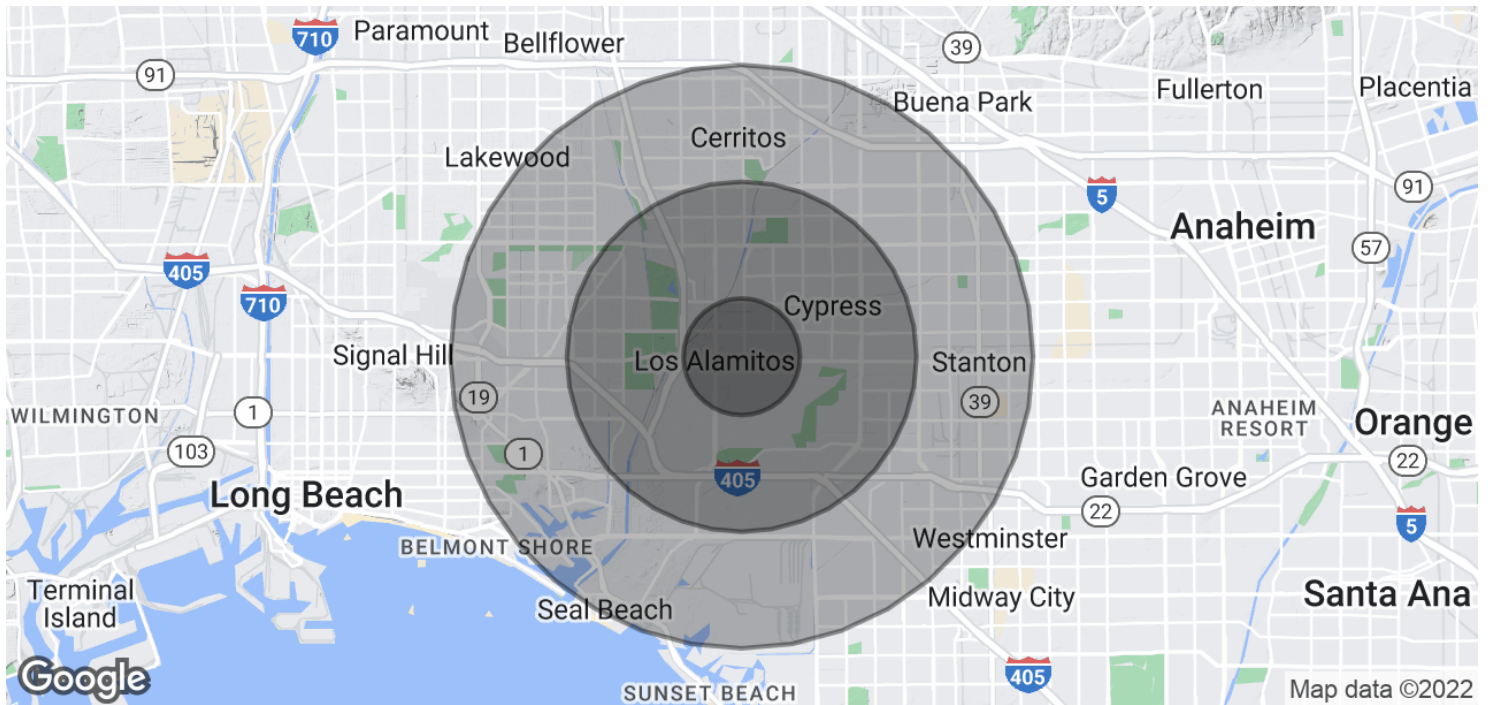 710
Paramount
Bellflower
39
91
Fullerton
Placentia
Buena Park
Cerritos
Lakewood
5
91
Anaheim
57
405
710
Cypress
Signal Hill
Los Alamitos
Stanton
19
39
WILMINGTON
1
ANAHEIM
RESORT
Orange
103
1
22
405
Garden Grove
Long Beach
22
5
BELMONT SHORE
Westminster
Terminal
Island
Seal Beach
Midway City
Santa Ana
405
Google
SUNSET BEACH
Map data ©2022